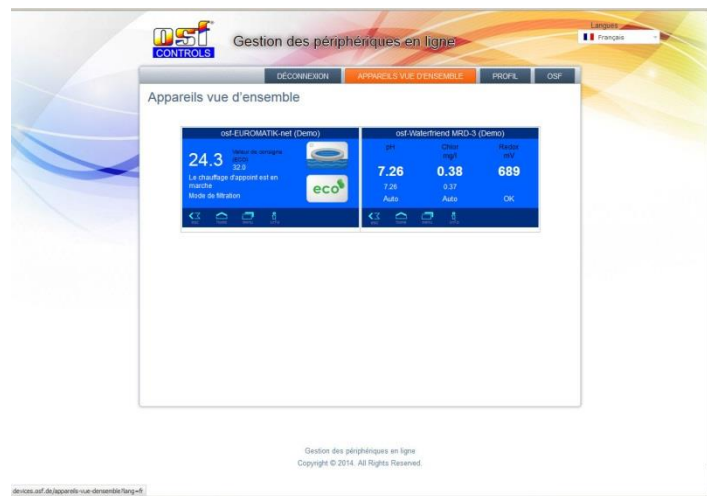 Langues
Français
osf
CONTROLS
Gestion des périphériques en ligne
DÉCONNEXION APPAREILS VUE D'ENSEMBLE PROFIL OSF
Appareils vue d'ensemble
osf-EUROMATIK-net (Demo)
24.3
Valeur de consigne
32.0
Le chauffage d'appoint est en
marche
Mode de filtration
eco
osf-Waterfriend MRD-3 (Demo)
pH Chlor Redox
mg/l mV
7.26 0.38 689
7.26 0.37
Auto Auto OK
Gestion des périphériques en ligne
Copyright © 2014. All Rights Reserved.
devices.osf.de/appareils-vue-densemble?lang=fr